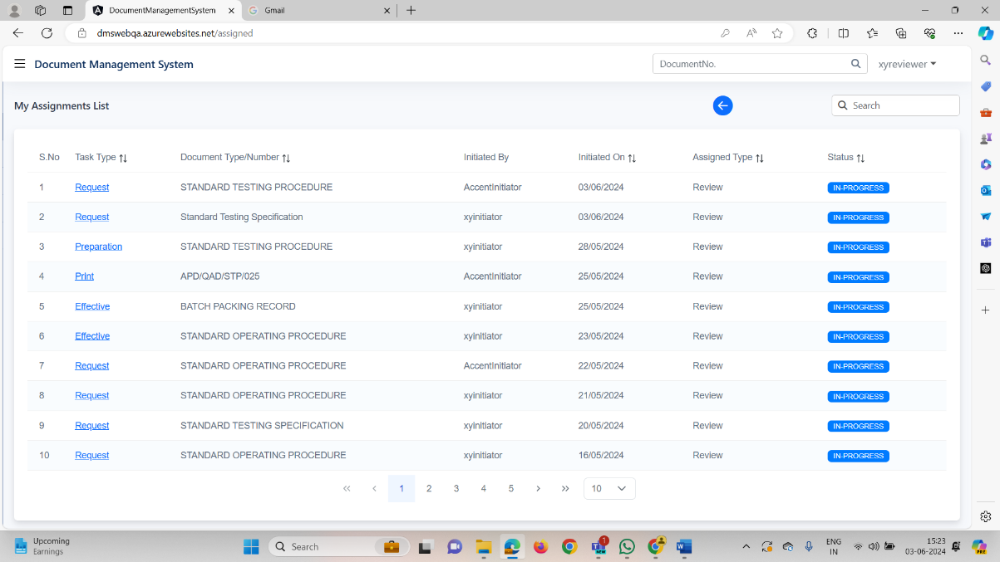 DocumentManagementSystem
Gmail
dmswebqa.azurewebsites.net/assigned
Document Management System
DocumentNo.
xyreviewer
My Assignments List
Search
S.No Task Type Document Type/Number Initiated By Initiated On Assigned Type Status
1 Request STANDARD TESTING PROCEDURE AccentInitiator 03/06/2024 Review IN-PROGRESS
2 Request Standard Testing Specification xyinitiator 03/06/2024 Review IN-PROGRESS
3 Preparation STANDARD TESTING PROCEDURE xyinitiator 28/05/2024 Review IN-PROGRESS
4 Print APD/QAD/STP/025 AccentInitiator 25/05/2024 Review IN-PROGRESS
5 Effective BATCH PACKING RECORD xyinitiator 25/05/2024 Review IN-PROGRESS
6 Effective STANDARD OPERATING PROCEDURE xyinitiator 23/05/2024 Review IN-PROGRESS
7 Request STANDARD OPERATING PROCEDURE AccentInitiator 22/05/2024 Review IN-PROGRESS
8 Request STANDARD OPERATING PROCEDURE xyinitiator 21/05/2024 Review IN-PROGRESS
9 Request STANDARD TESTING SPECIFICATION xyinitiator 20/05/2024 Review IN-PROGRESS
10 Request STANDARD OPERATING PROCEDURE xyinitiator 16/05/2024 Review IN-PROGRESS
« ‹ 1 2 3 4 5 › » 10
Upcoming
Earnings
Search
NEW
1
ENG
IN
15:23
03-06-2024
PRE